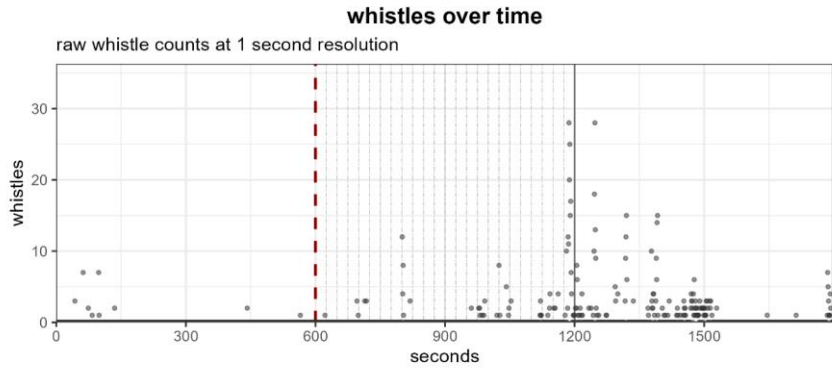 whistles over time
raw whistle counts at 1 second resolution
30
20
10
0
whistles
0 300 600 900 1200 1500
seconds